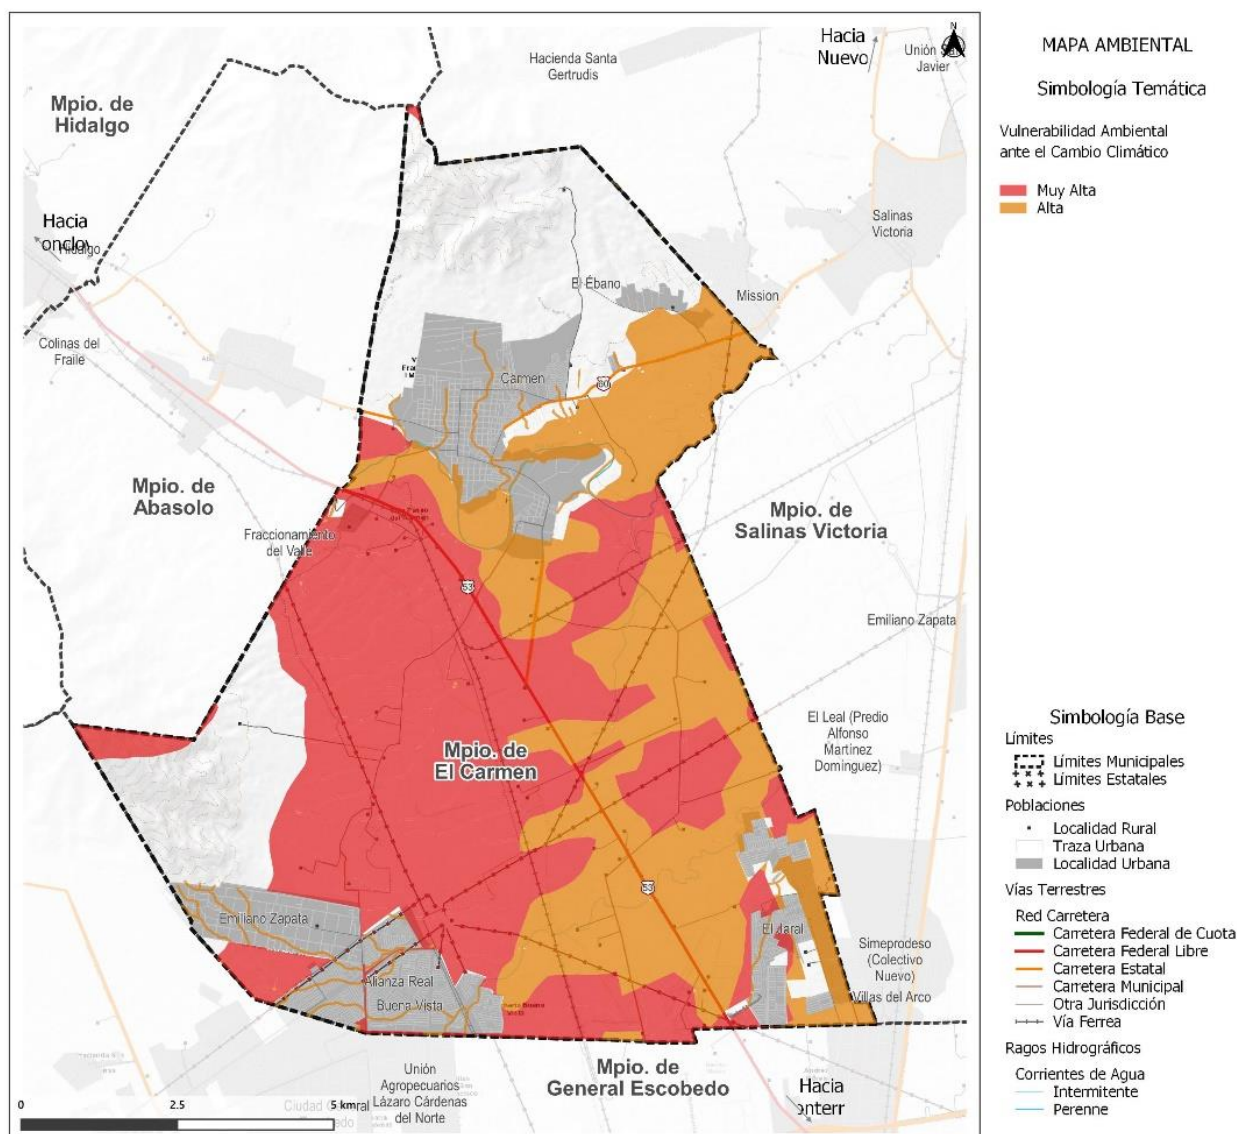 Hacia
Nuevo
N
Unión
Javier
Hacienda Santa
Gertrudis
Mpio. de
Hidalgo
Hacia
onclov
Hidalgo
Salinas
Victoria
El Ébano
Mission
Colinas del
Fraile
Carmen
80
Mpio. de
Abasolo
Mpio. de
Salinas Victoria
Fraccionamiento
del Valle
53
Emiliano Zapata
El Leal (Predio
Alfonso
Martínez
Domínguez)
Mpio. de
El Carmen
53
Emiliano Zapata
El Jaral
Simeprodeso
(Colectivo
Nuevo)
Alianza Real
Buena Vista
Villas del Arco
Unión
Agropecuarios
Lázaro Cárdenas
del Norte
Mpio. de
General Escobedo
Hacia
onterr
0
2.5
5 km
MAPA AMBIENTAL
Simbología Temática
Vulnerabilidad Ambiental
ante el Cambio Climático
Muy Alta
Alta
Simbología Base
Límites
Límites Municipales
Límites Estatales
Poblaciones
Localidad Rural
Traza Urbana
Localidad Urbana
Vías Terrestres
Red Carretera
Carretera Federal de Cuota
Carretera Federal Libre
Carretera Estatal
Carretera Municipal
Otra Jurisdicción
Vía Ferrea
Ragos Hidrográficos
Corrientes de Agua
Intermitente
Perenne